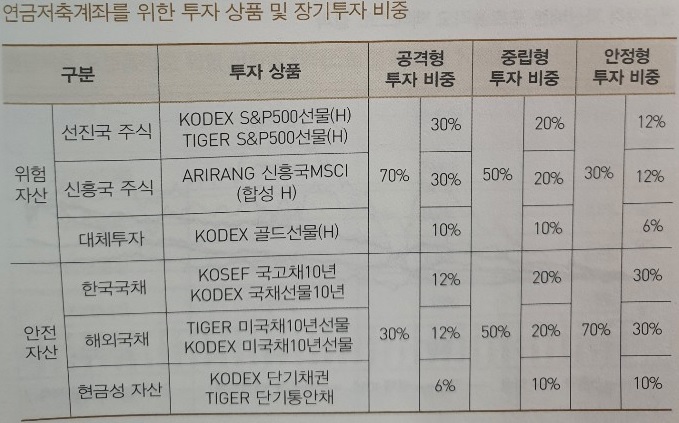 연금저축계좌를 위한 투자 상품 및 장기투자 비중
구분 투자 상품 공격형 투자 비중 중립형 투자 비중 안정형 투자 비중
위험 자산 70% 50% 30%
선진국 주식 KODEX S&P500선물(H) 30% 20% 12%
TIGER S&P500선물(H)
신흥국 주식 ARIRANG 신흥국MSCI 30% 20% 12%
(합성 H)
대체투자 KODEX 골드선물(H) 10% 10% 6%
안전 자산 30% 50% 70%
한국국채 KOSEF 국고채10년 12% 20% 30%
KODEX 국채선물10년
해외국채 TIGER 미국채10년선물 12% 20% 30%
KODEX 미국채10년선물
현금성 자산 KODEX 단기채권 6% 10% 10%
TIGER 단기통안채